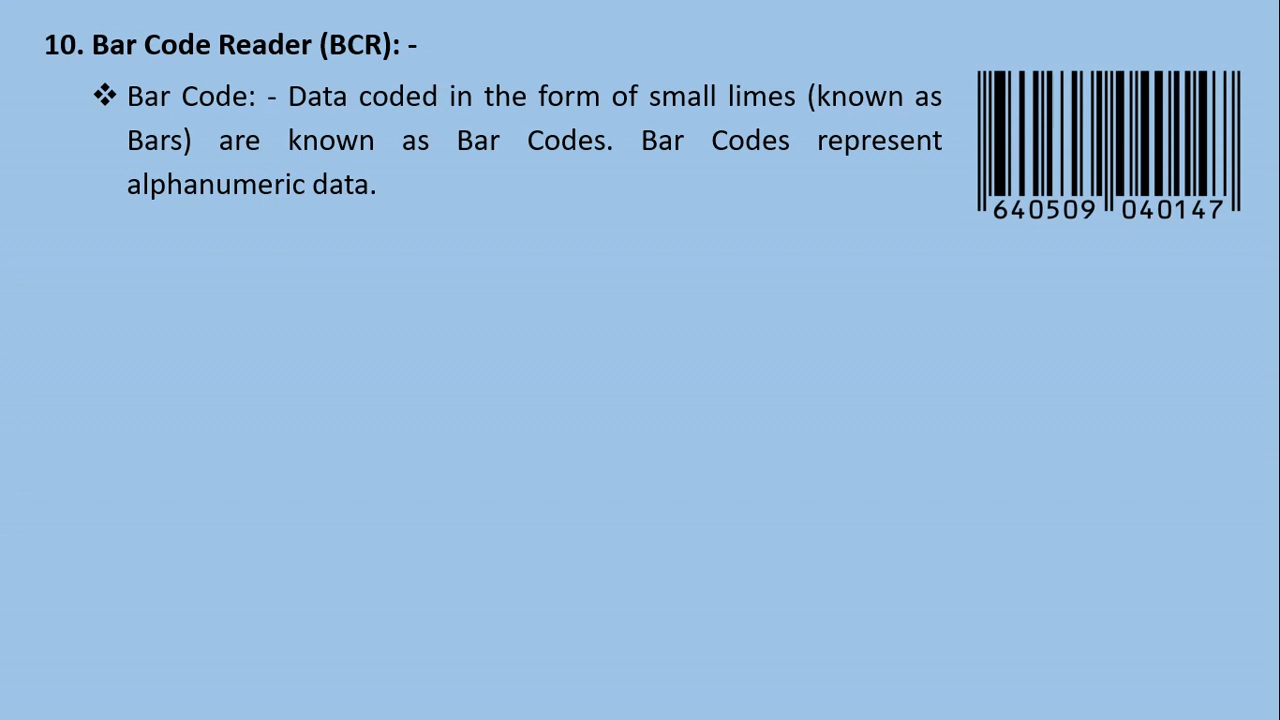 10. Bar Code Reader (BCR): -
❖ Bar Code: - Data coded in the form of small limes (known as
Bars) are known as Bar Codes. Bar Codes represent
alphanumeric data.
640509 040147